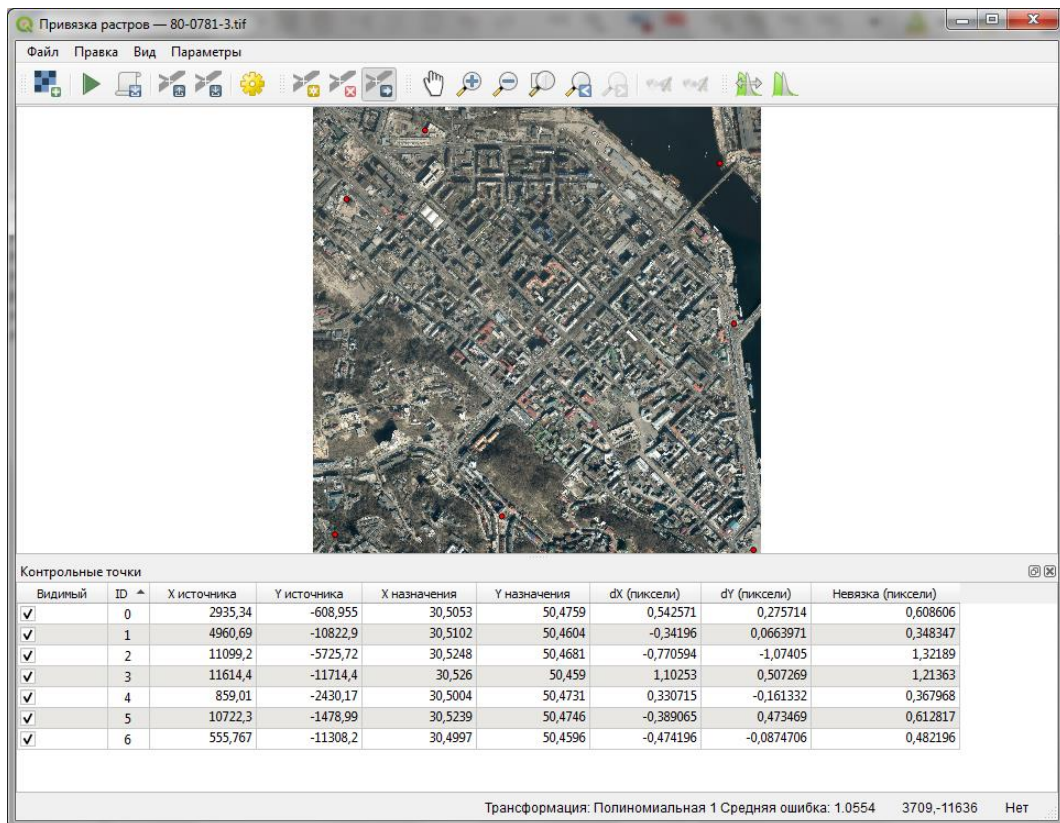 Привязка растров — 80-0781-3.tif
Файл Правка Вид Параметры
Контрольные точки
Видимый ID X источника Y источника X назначения Y назначения dX (пиксели) dY (пиксели) Невязка (пиксели)
0 2935,34 -608,955 30,5053 50,4759 0,542571 0,275714 0,608606
1 4960,69 -10822,9 30,5102 50,4604 -0,34196 0,0663971 0,348347
2 11099,2 -5725,72 30,5248 50,4681 -0,770594 -1,07405 1,32189
3 11614,4 -11714,4 30,526 50,459 1,10253 0,507269 1,21363
4 859,01 -2430,17 30,5004 50,4731 0,330715 -0,161332 0,367968
5 10722,3 -1478,99 30,5239 50,4746 -0,389065 0,473469 0,612817
6 555,767 -11308,2 30,4997 50,4596 -0,474196 -0,0874706 0,482196
Трансформация: Полиномиальная 1 Средняя ошибка: 1.0554 3709,-11636 Нет